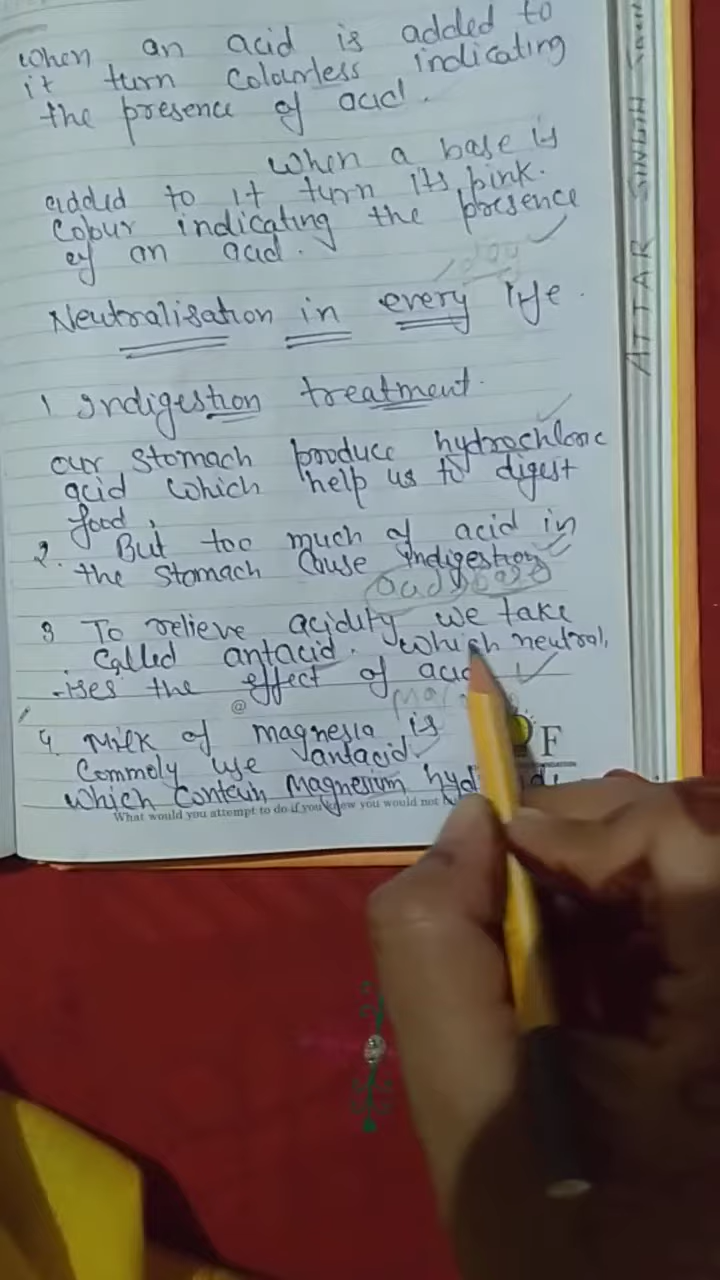 when an acid is added to
it turn colourless indicating
the presence of acid.
when a base is
added to it turn its pink.
colour indicating the presence
of an acid.
day
Neutralisation in every life.
1 Indigestion treatment.
our stomach produce hydrochloric
acid which help us to digest
food,
2. But too much of acid in
the stomach cause indigestion
3 To relieve acidity we take
. called antacid. which neutral,
-ises the effect of acid
@
4. Milk of magnesia is
Commoly use antacid
which contain Magnesium
What would you attempt to do if you knew you would not
F
ATTAR SINGH